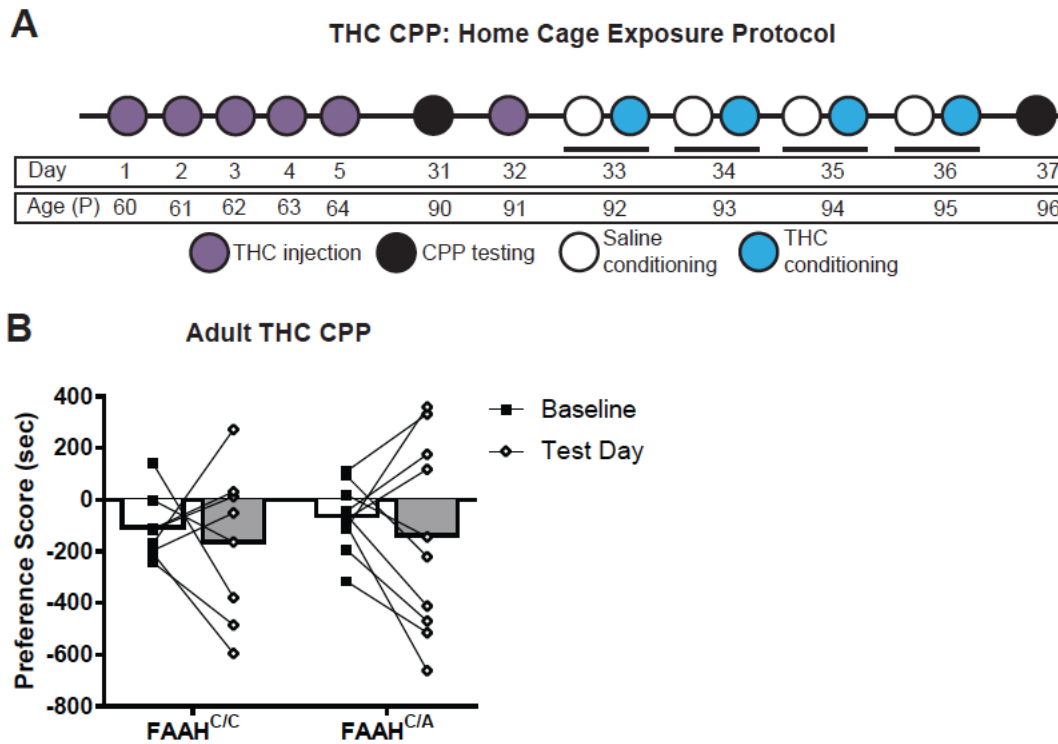 A
THC CPP: Home Cage Exposure Protocol
Day 1 2 3 4 5 31 32 33 34 35 36 37
Age (P) 60 61 62 63 64 90 91 92 93 94 95 96
THC injection CPP testing Saline conditioning THC conditioning
B
Adult THC CPP
400
200
0
-200
-400
-600
-800
Preference Score (sec)
Baseline
Test Day
FAAH^C/C FAAH^C/A